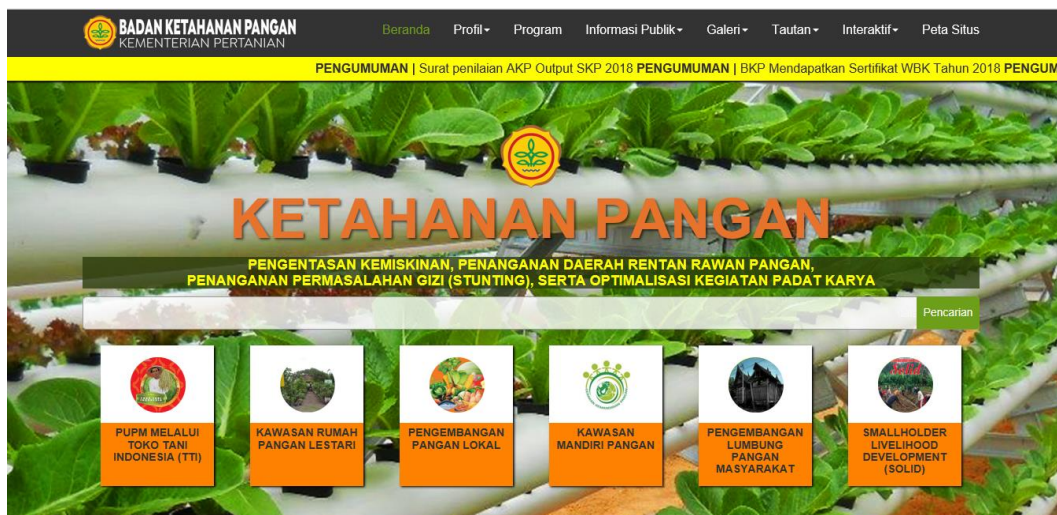 BADAN KETAHANAN PANGAN
KEMENTERIAN PERTANIAN
Beranda Profil Program Informasi Publik Galeri Tautan Interaktif Peta Situs
PENGUMUMAN | Surat penilaian AKP Output SKP 2018 PENGUMUMAN | BKP Mendapatkan Sertifikat WBK Tahun 2018 PENGUM
KETAHANAN PANGAN
PENGENTASAN KEMISKINAN, PENANGANAN DAERAH RENTAN RAWAN PANGAN,
PENANGANAN PERMASALAHAN GIZI (STUNTING), SERTA OPTIMALISASI KEGIATAN PADAT KARYA
Pencarian
PUPM MELALUI
TOKO TANI
INDONESIA (TTI)
KAWASAN RUMAH
PANGAN LESTARI
PENGEMBANGAN
PANGAN LOKAL
KAWASAN
MANDIRI PANGAN
PENGEMBANGAN
LUMBUNG
PANGAN
MASYARAKAT
SMALLHOLDER
LIVELIHOOD
DEVELOPMENT
(SOLID)